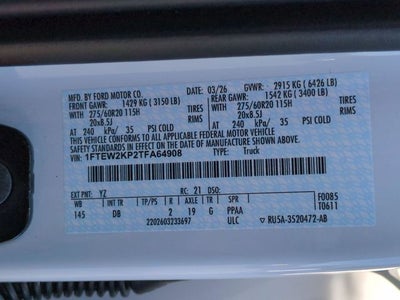 MFD. BY FORD MOTOR CO. 03/26 GVWR: 2915 KG ( 6426 LB)
FRONT GAWR: 1429 KG ( 3150 LB) REAR GAWR: 1542 KG ( 3400 LB)
WITH TIRES WITH TIRES
275/60R20 115H RIMS 275/60R20 115H RIMS
20x8.5J 20x8.5J
AT 240 kPa/ 35 PSI COLD AT 240 kPa/ 35 PSI COLD
THIS VEHICLE CONFORMS TO ALL APPLICABLE FEDERAL MOTOR VEHICLE
SAFETY STANDARDS IN EFFECT ON THE DATE OF MANUFACTURE SHOWN ABOVE.
VIN: 1FTEW2KP2TFA64908 TYPE: Truck
EXT PNT: YZ RC: 21 DSO:
WB INT TR TP/PS R AXLE TR SPR F0085
145 DB 2 19 G PPAA T0611
2202603233697 ULC RU5A-3520472-AB